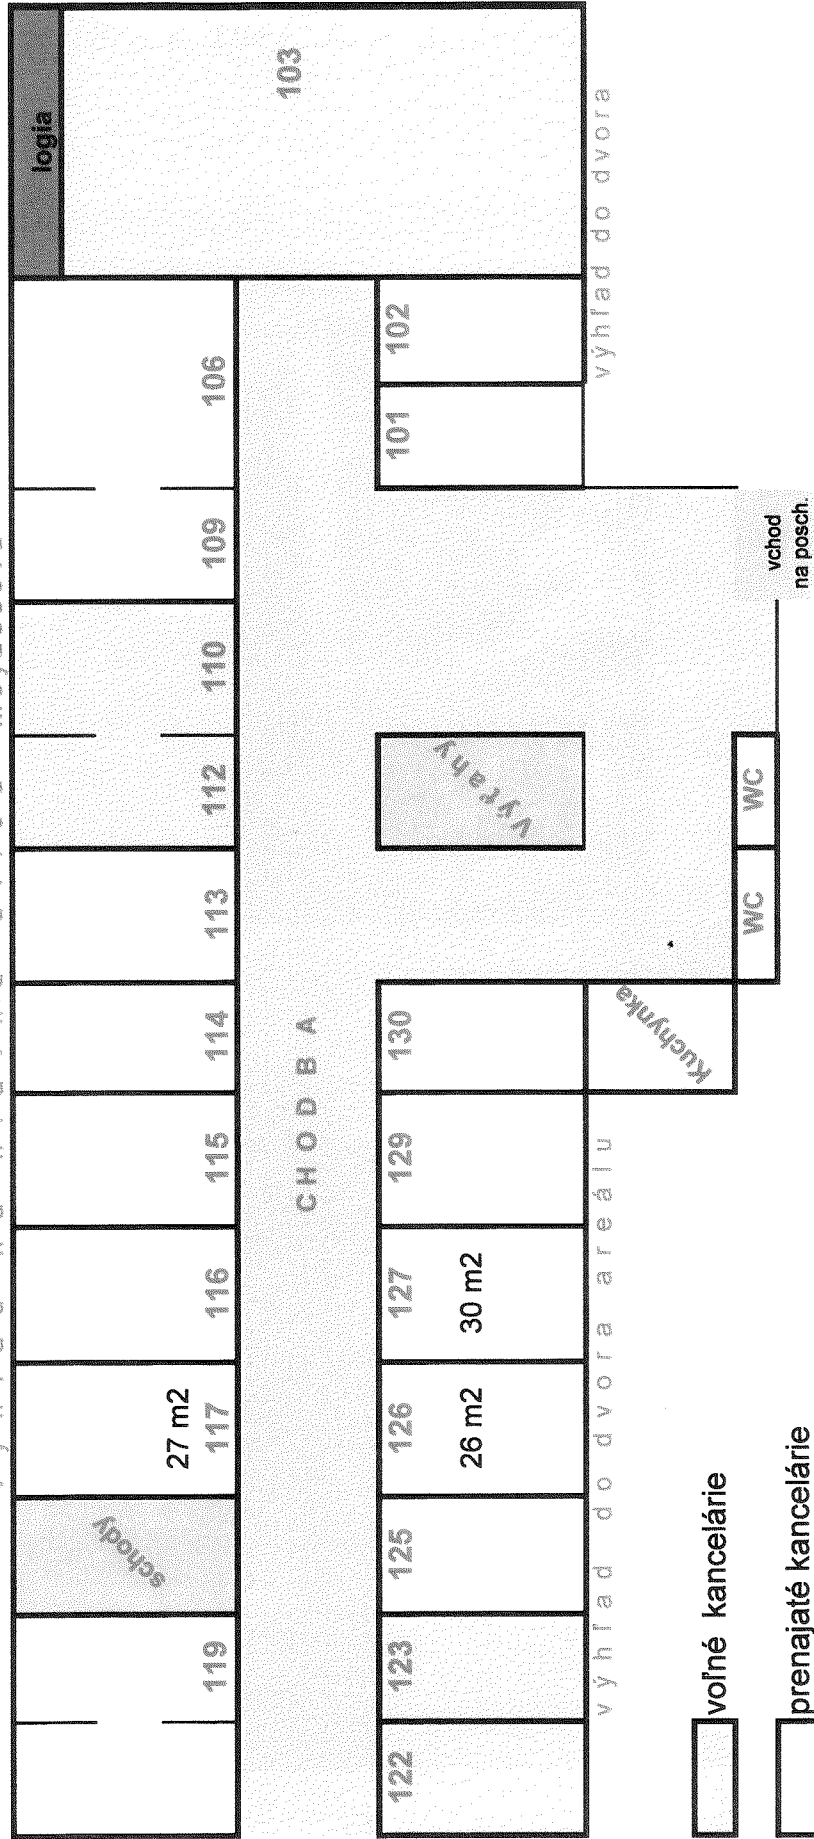 logia
103
schody
27 m2
119
117
116
115
114
113
112
110
109
106
CHODBA
122
123
125
126
127
129
130
Výťahy
101
102
26 m2
30 m2
výhľad do dvora areálu
výhľad do dvora
Kuchynka
voľné kancelárie
WC
WC
vchod
na posch.
prenajaté kancelárie